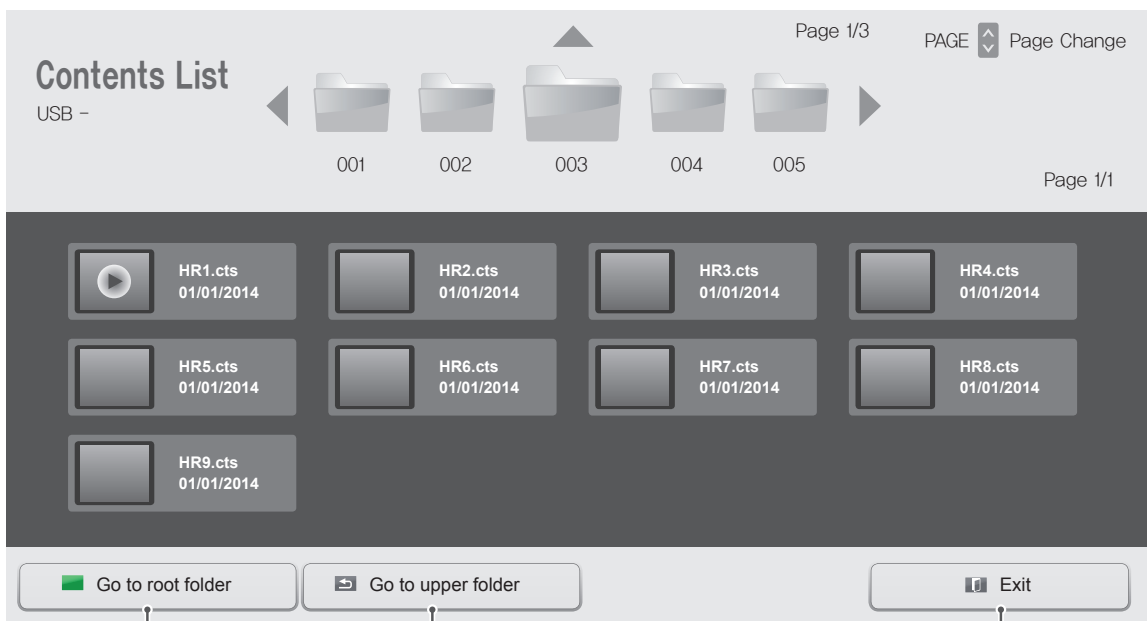 Page 1/3
PAGE Page Change
Contents List
USB -
001 002 003 004 005
Page 1/1
HR1.cts
01/01/2014
HR2.cts
01/01/2014
HR3.cts
01/01/2014
HR4.cts
01/01/2014
HR5.cts
01/01/2014
HR6.cts
01/01/2014
HR7.cts
01/01/2014
HR8.cts
01/01/2014
HR9.cts
01/01/2014
Go to root folder
Go to upper folder
Exit